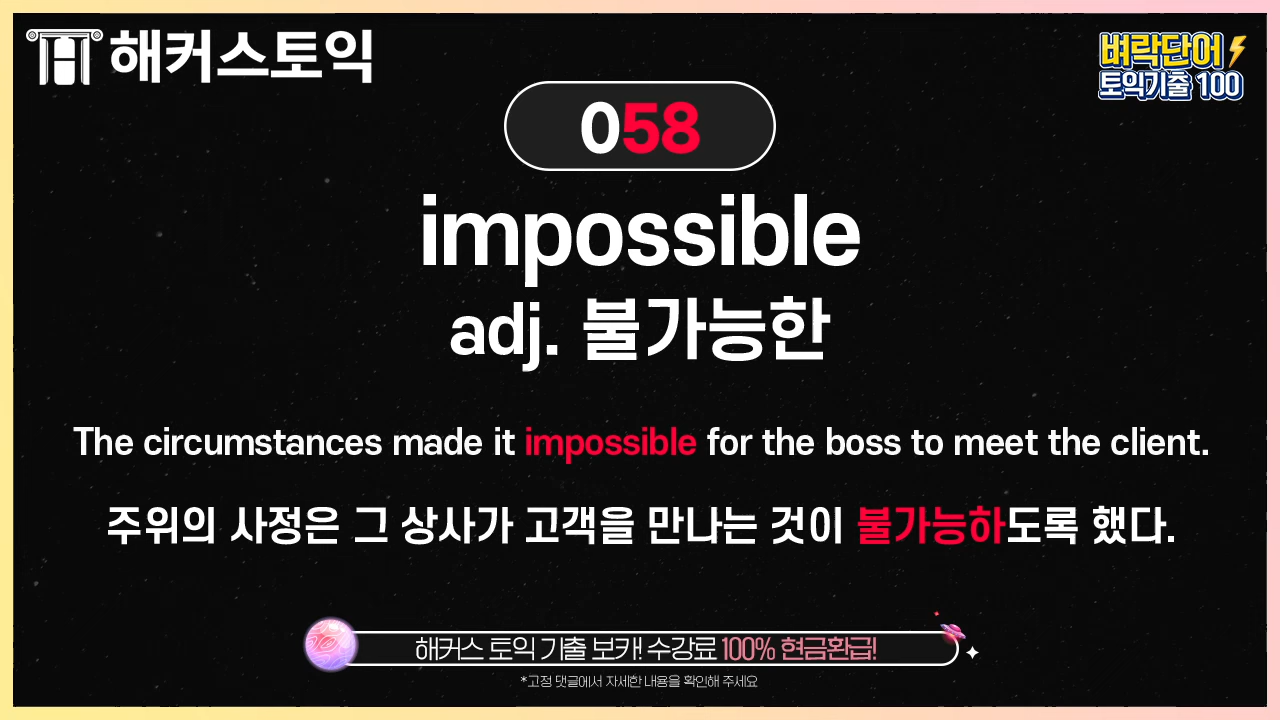 해커스토익
벼락단어
토익기출 100
058
impossible
adj. 불가능한
The circumstances made it impossible for the boss to meet the client.
주위의 사정은 그 상사가 고객을 만나는 것이 불가능하도록 했다.
해커스 토익 기출 보카! 수강료 100% 현금환급!
*고정 댓글에서 자세한 내용을 확인해 주세요